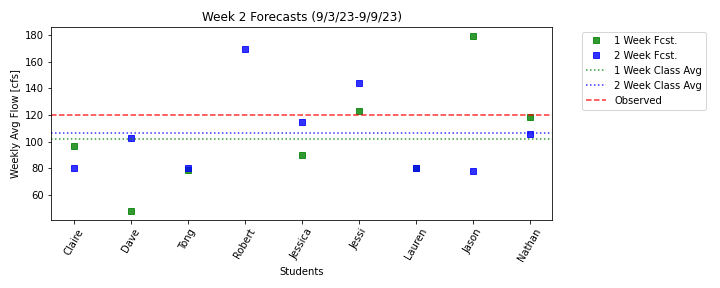 Week 2 Forecasts (9/3/23-9/9/23)
Weekly Avg Flow [cfs]
180
160
140
120
100
80
60
Claire
Dave
Tong
Robert
Jessica
Jessi
Lauren
Jason
Nathan
Students
1 Week Fcst.
2 Week Fcst.
1 Week Class Avg
2 Week Class Avg
Observed